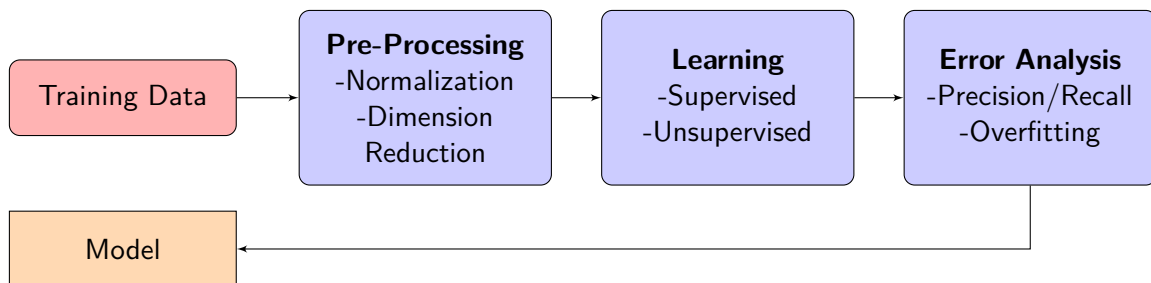 Training Data
Pre-Processing
-Normalization
-Dimension
Reduction
Learning
-Supervised
-Unsupervised
Error Analysis
-Precision/Recall
-Overfitting
Model